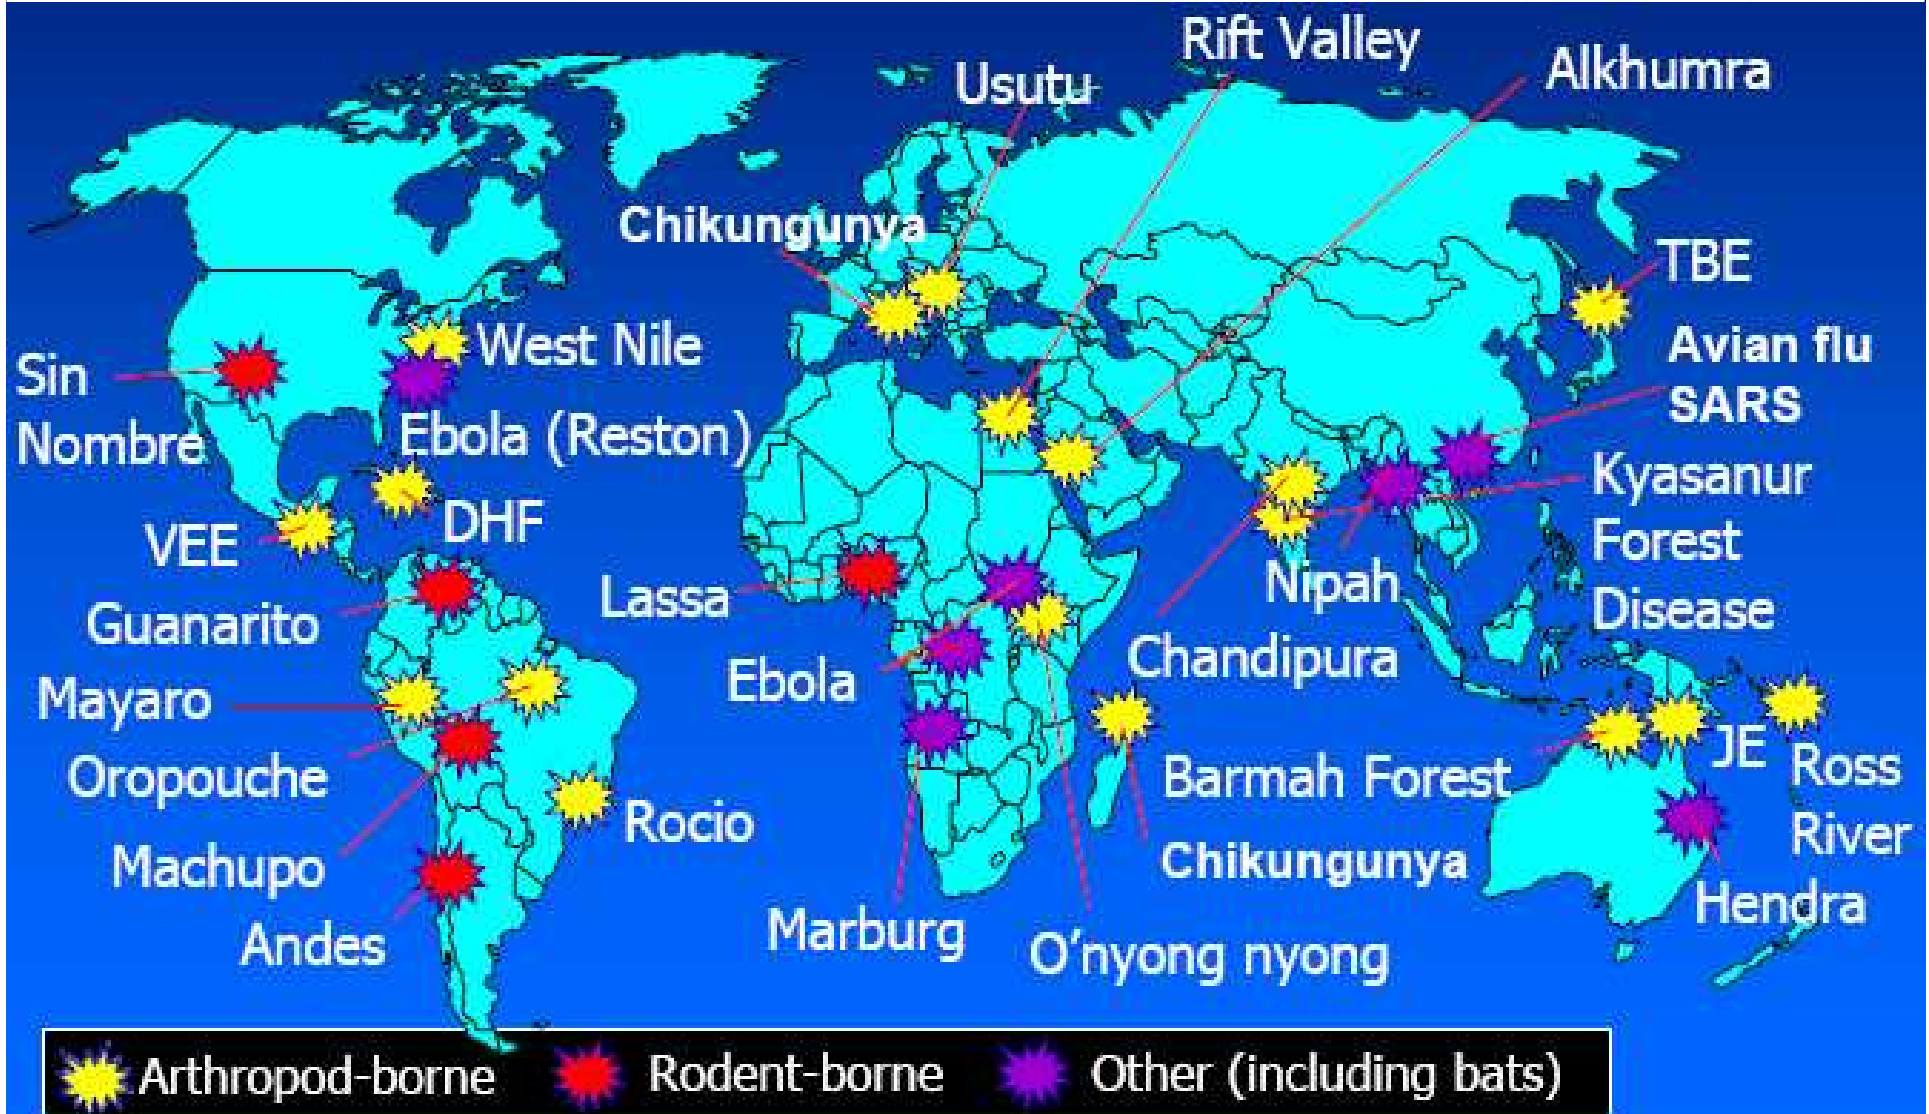 Rift Valley
Alkhumra
Usutu
Chikungunya
TBE
West Nile
Avian flu
SARS
Sin
Nombre
Ebola (Reston)
Kyasanur
Forest
Disease
DHF
VEE
Nipah
Lassa
Guanarito
Chandipura
Ebola
Mayaro
JE
Ross
River
Oropouche
Barmah Forest
Rocio
Chikungunya
Machupo
Hendra
Marburg
Andes
O'nyong nyong
Arthropod-borne
Rodent-borne
Other (including bats)